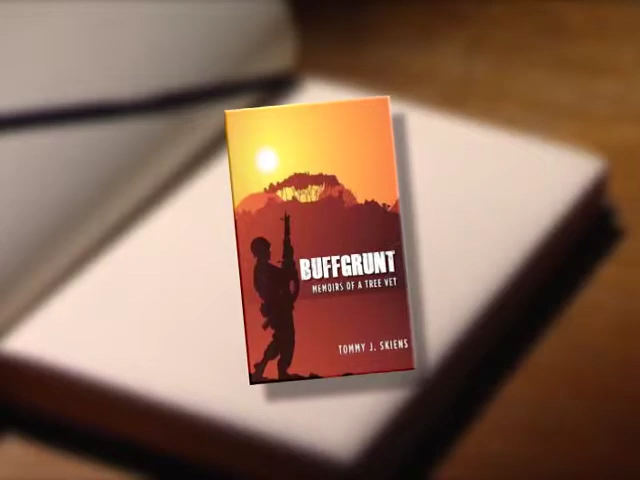 BUFFGRUNT
MEMOIRS OF A TREE VET
TOMMY J. SKIENS